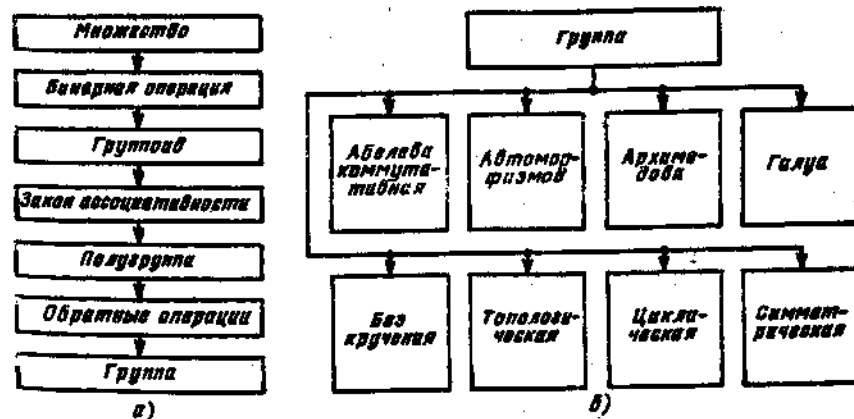 Множество
Бинарная операция
Группоид
Закон ассоциативности
Полугруппа
Обратные операции
Группа
а)
Группа
Абелева
коммута-
тивная
Автомор-
физмов
Архиме-
дова
Галуа
Без
кручения
Топологи-
ческая
Цикли-
ческая
Симмет-
рическая
б)